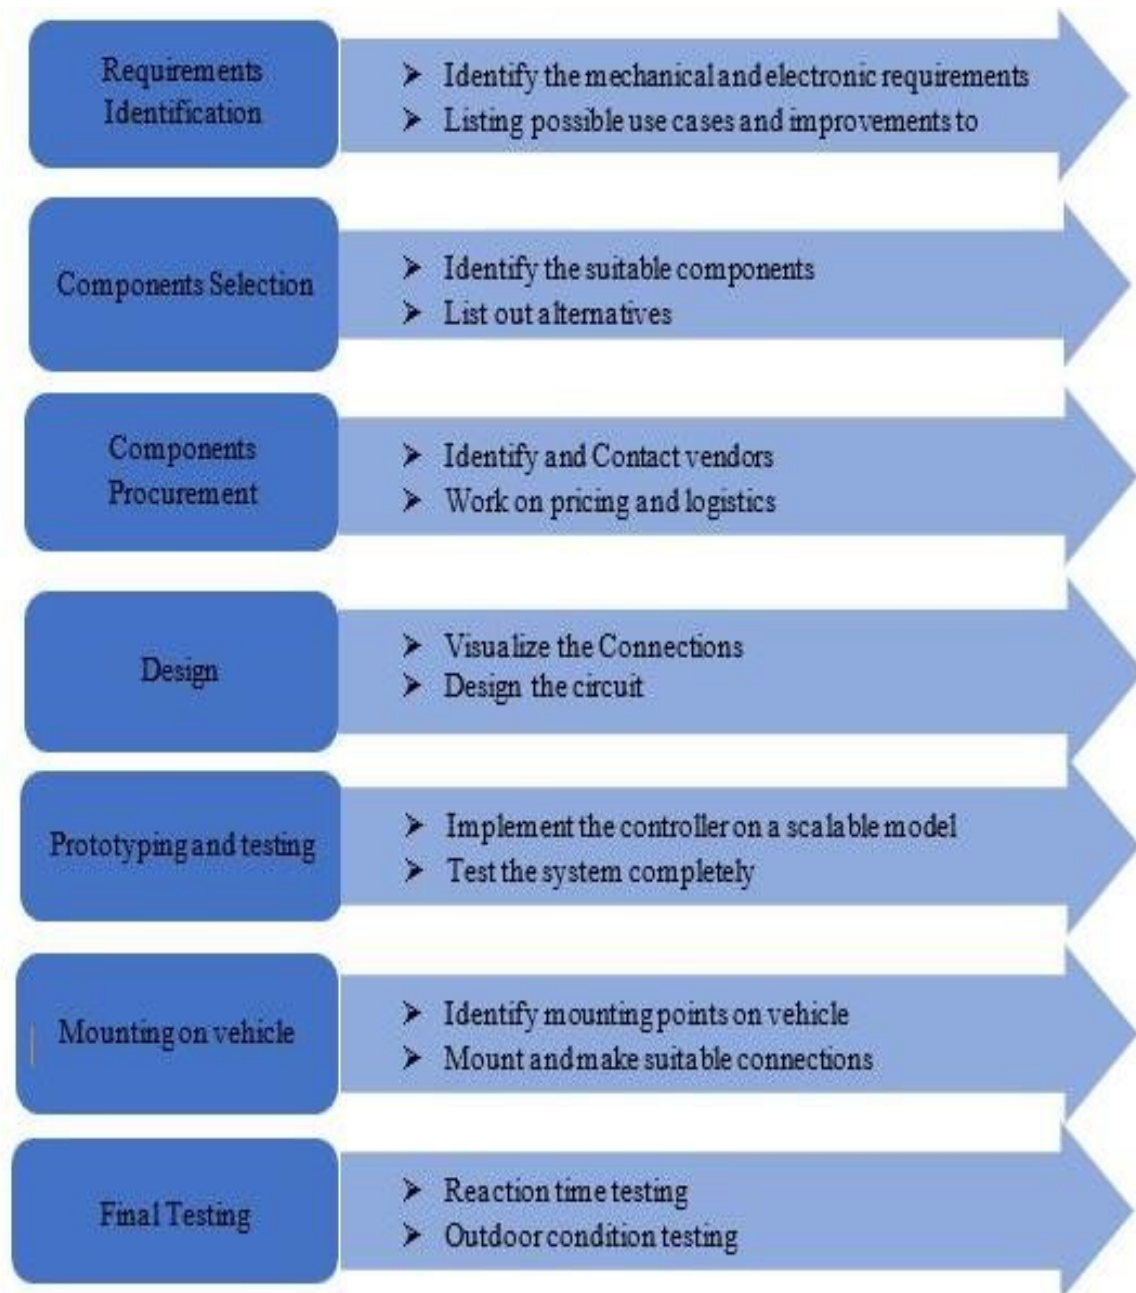 Requirements
Identification
➤ Identify the mechanical and electronic requirements
➤ Listing possible use cases and improvements to
Components Selection
➤ Identify the suitable components
➤ List out alternatives
Components
Procurement
➤ Identify and Contact vendors
➤ Work on pricing and logistics
Design
➤ Visualize the Connections
➤ Design the circuit
Prototyping and testing
➤ Implement the controller on a scalable model
➤ Test the system completely
Mounting on vehicle
➤ Identify mounting points on vehicle
➤ Mount and make suitable connections
Final Testing
➤ Reaction time testing
➤ Outdoor condition testing